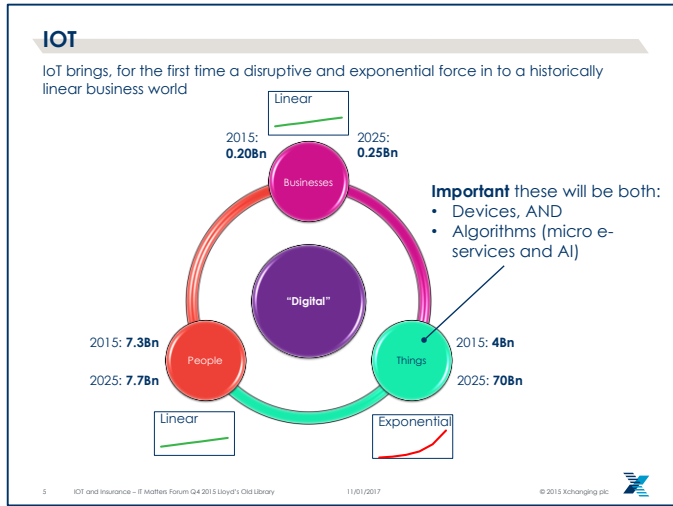 IOT
IoT brings, for the first time a disruptive and exponential force in to a historically
linear business world
Linear
2015:
0.20Bn
2025:
0.25Bn
Businesses
Important these will be both:
• Devices, AND
• Algorithms (micro e-
services and AI)
"Digital"
2015: 7.3Bn
2025: 7.7Bn
People
Things
2015: 4Bn
2025: 70Bn
Linear
Exponential
5 IOT and Insurance – IT Matters Forum Q4 2015 Lloyd's Old Library 11/01/2017 © 2015 Xchanging plc